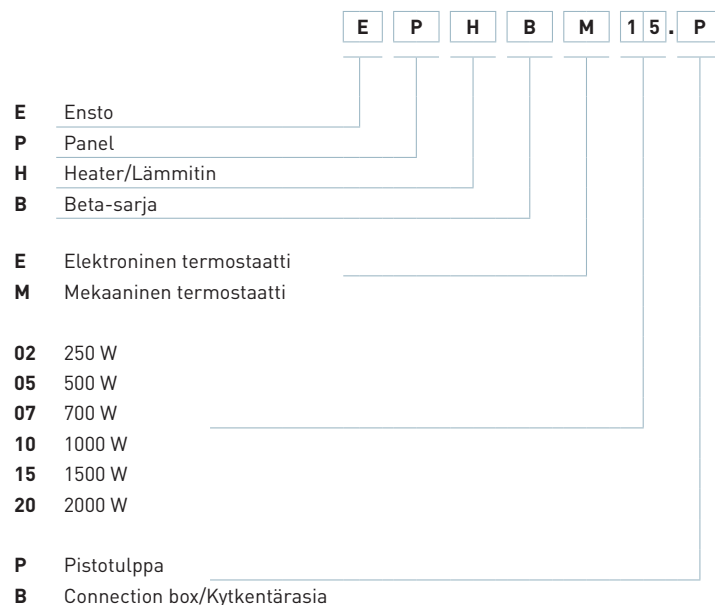 E P H B M 1 5 . P
E Ensto
P Panel
H Heater/Lämmitin
B Beta-sarja
E Elektroninen termostaatti
M Mekaaninen termostaatti
02 250 W
05 500 W
07 700 W
10 1000 W
15 1500 W
20 2000 W
P Pistotulppa
B Connection box/Kytkentärasia